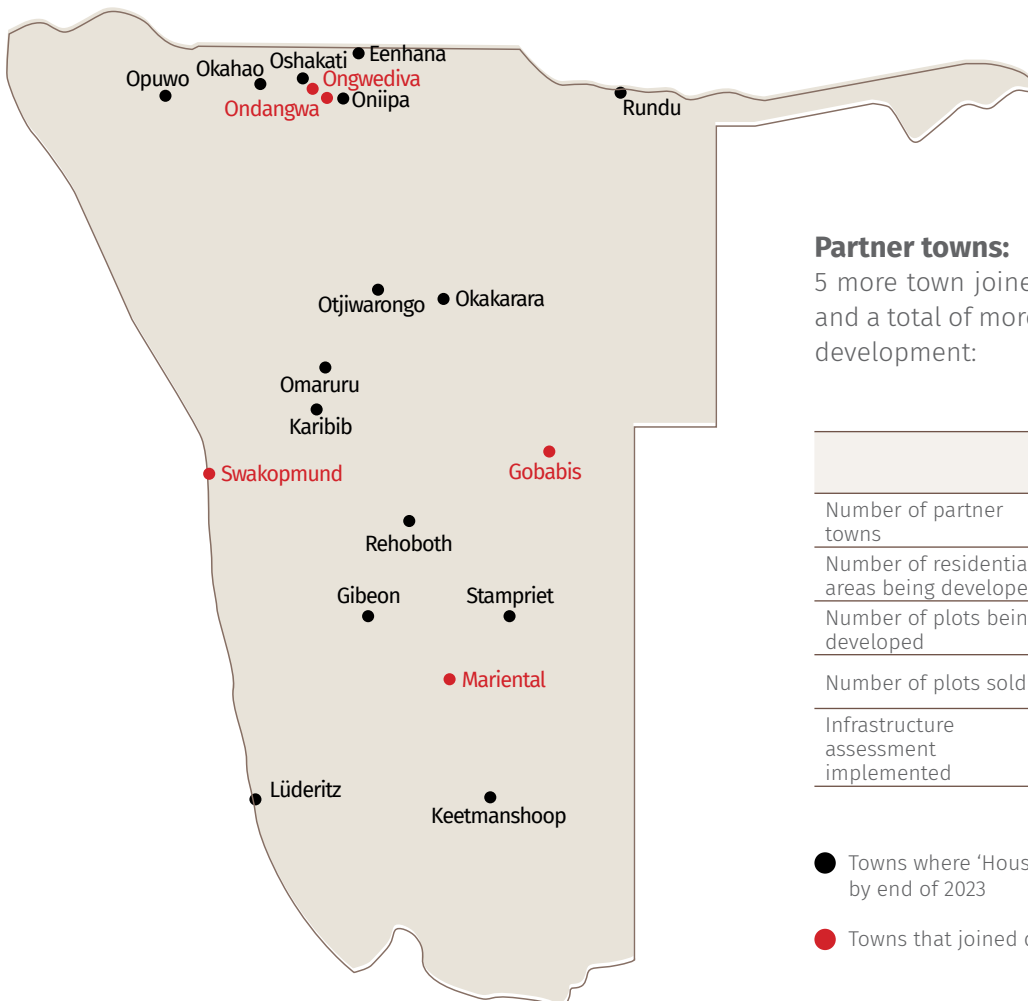 Eenhana
Oshakati
Okahao
Opuwo
Ongwediva
Ondangwa
Oniipa
Rundu
Otjiwarongo
Okakarara
Omaruru
Karibib
Swakopmund
Gobabis
Rehoboth
Gibeon
Stampriet
Mariental
Lüderitz
Keetmanshoop
Partner towns:
5 more town joine
and a total of more
development:
Number of partner
towns
Number of residentia
areas being develope
Number of plots bein
developed
Number of plots sold
Infrastructure
assessment
implemented
Towns where ‘Hous
by end of 2023
Towns that joined